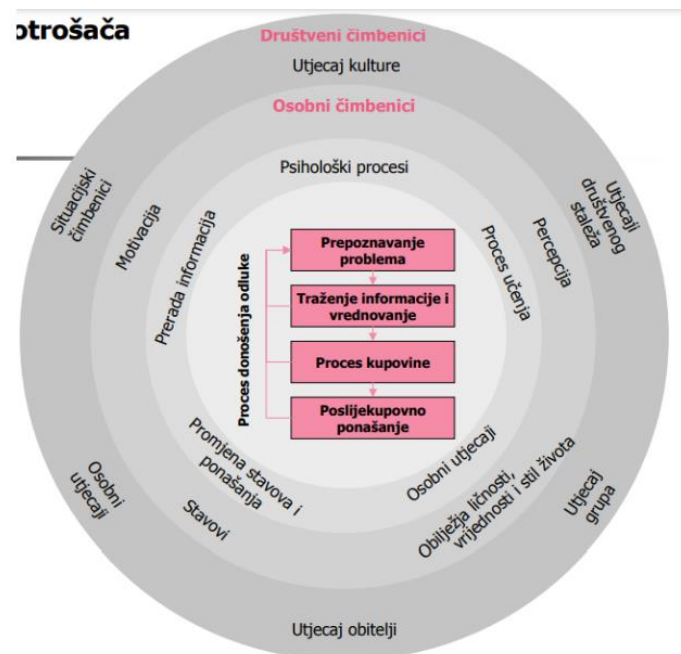 otrošača
Društveni čimbenici
Utjecaj kulture
Osobni čimbenici
Psihološki procesi
Situacijski
čimbenici
Motivacija
Prerada informacija
Proces učenja
Percepcija
Utjecaji
društvenog
staleža
Proces donošenja odluke
Prepoznavanje
problema
Traženje informacije i
vrednovanje
Proces kupovine
Poslijekupovno
ponašanje
Osobni
utjecaji
Stavovi
Promjena stavova i
ponašanja
Osobni utjecaji
Obilježja ličnosti,
vrijednosti i stil života
Utjecaj
grupa
Utjecaj obitelji